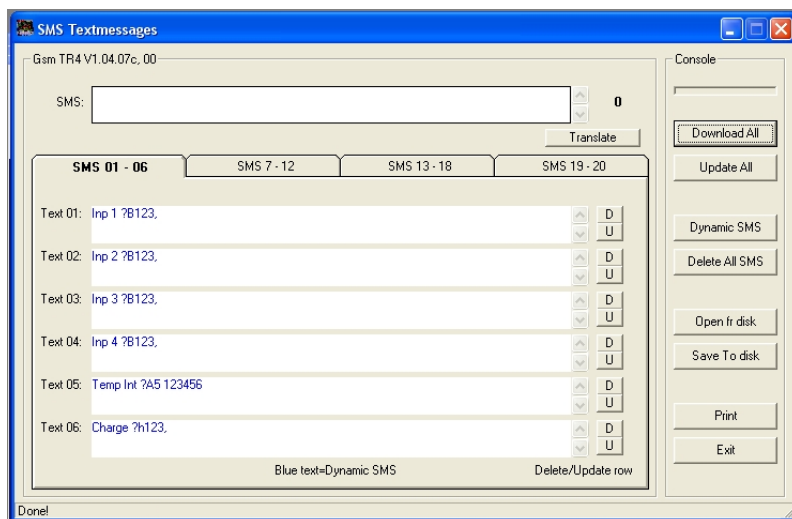 SMS Textmessages
Gsm TR4 V1.04.07c, 00
Console
SMS:
0
Translate
Download All
Update All
SMS 01 - 06
SMS 7 - 12
SMS 13 - 18
SMS 19 - 20
Text 01: Inp 1 ?B123,
D
U
Text 02: Inp 2 ?B123,
D
U
Text 03: Inp 3 ?B123,
D
U
Text 04: Inp 4 ?B123,
D
U
Text 05: Temp Int ?A5 123456
D
U
Text 06: Charge ?h123,
D
U
Blue text=Dynamic SMS
Delete/Update row
Dynamic SMS
Delete All SMS
Open fr disk
Save To disk
Print
Exit
Done!